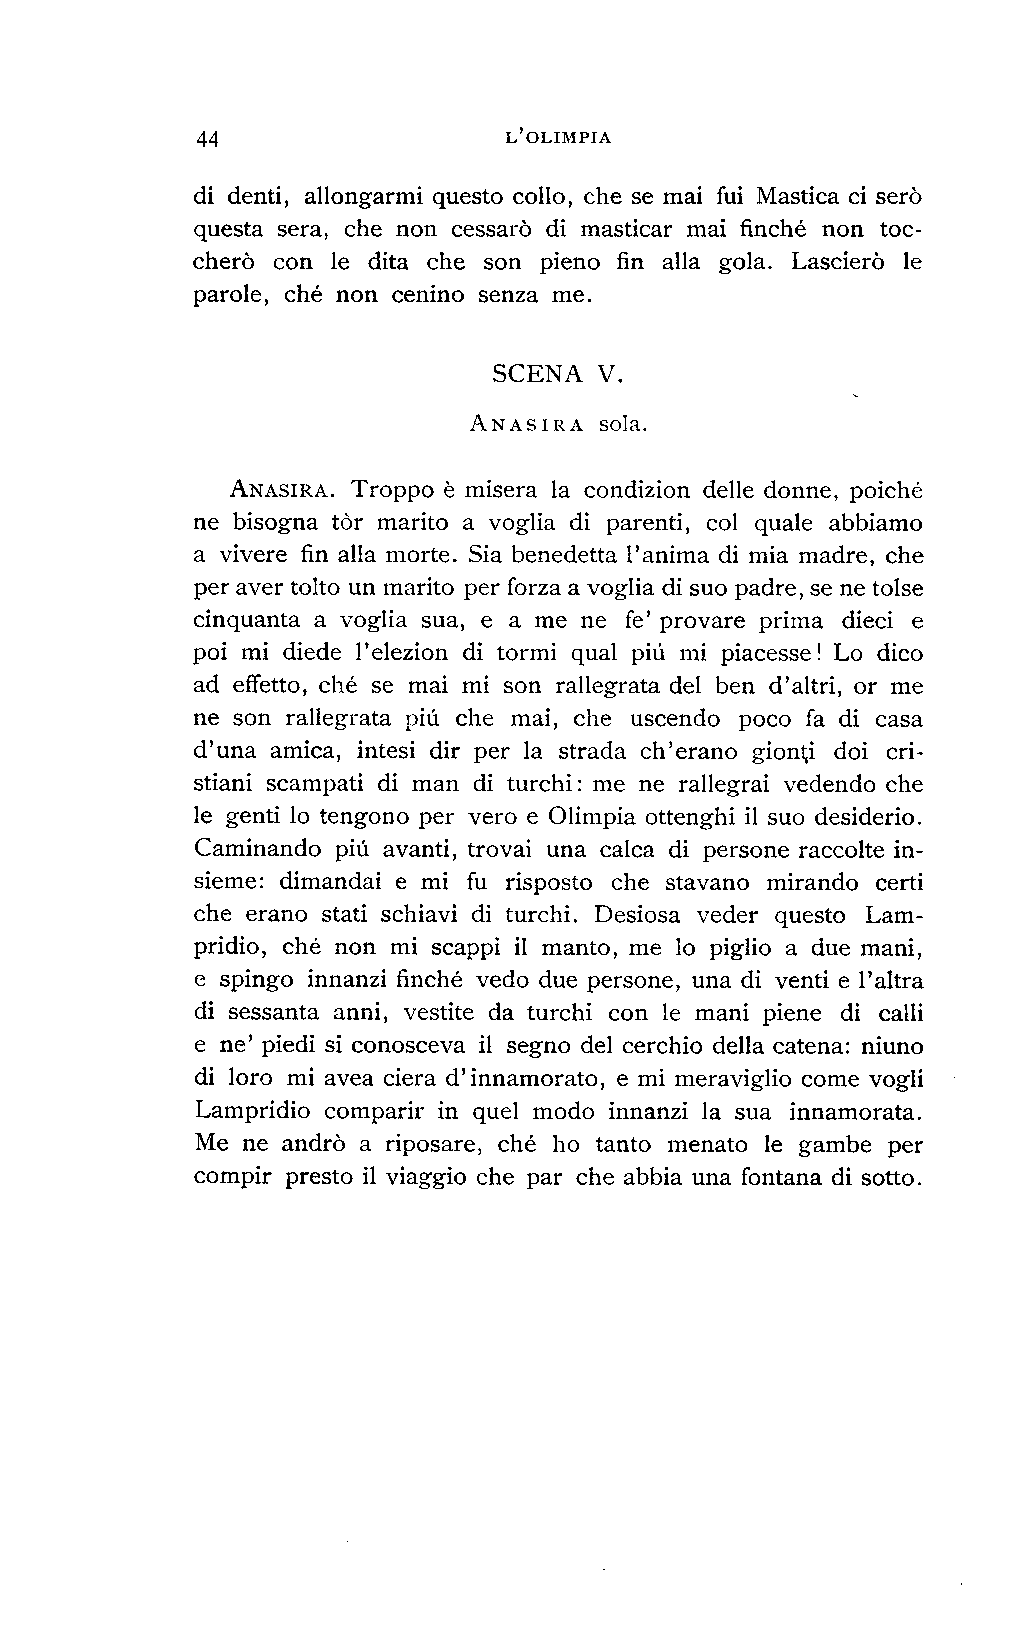 44 L'OLIMPIA
di denti, allongarmi questo collo, che se mai fui Mastica ci serò
questa sera, che non cessarò di masticar mai finché non toc-
cherò con le dita che son pieno fin alla gola. Lascierò le
parole, ché non cenino senza me.
SCENA V.
ANASIRA sola.
ANASIRA. Troppo è misera la condizion delle donne, poiché
ne bisogna tòr marito a voglia di parenti, col quale abbiamo
a vivere fin alla morte. Sia benedetta l'anima di mia madre, che
per aver tolto un marito per forza a voglia di suo padre, se ne tolse
cinquanta a voglia sua, e a me ne fe' provare prima dieci e
poi mi diede l'elezion di tormi qual piú mi piacesse! Lo dico
ad effetto, ché se mai mi son rallegrata del ben d'altri, or me
ne son rallegrata piú che mai, che uscendo poco fa di casa
d'una amica, intesi dir per la strada ch'erano gionti doi cri-
stiani scampati di man di turchi: me ne rallegrai vedendo che
le genti lo tengono per vero e Olimpia ottenghi il suo desiderio.
Caminando piú avanti, trovai una calca di persone raccolte in-
sieme: dimandai e mi fu risposto che stavano mirando certi
che erano stati schiavi di turchi. Desiosa veder questo Lam-
pridio, ché non mi scappi il manto, me lo piglio a due mani,
e spingo innanzi finché vedo due persone, una di venti e l'altra
di sessanta anni, vestite da turchi con le mani piene di calli
e ne' piedi si conosceva il segno del cerchio della catena: niuno
di loro mi avea ciera d'innamorato, e mi meraviglio come vogli
Lampridio comparir in quel modo innanzi la sua innamorata.
Me ne andrò a riposare, ché ho tanto menato le gambe per
compir presto il viaggio che par che abbia una fontana di sotto.